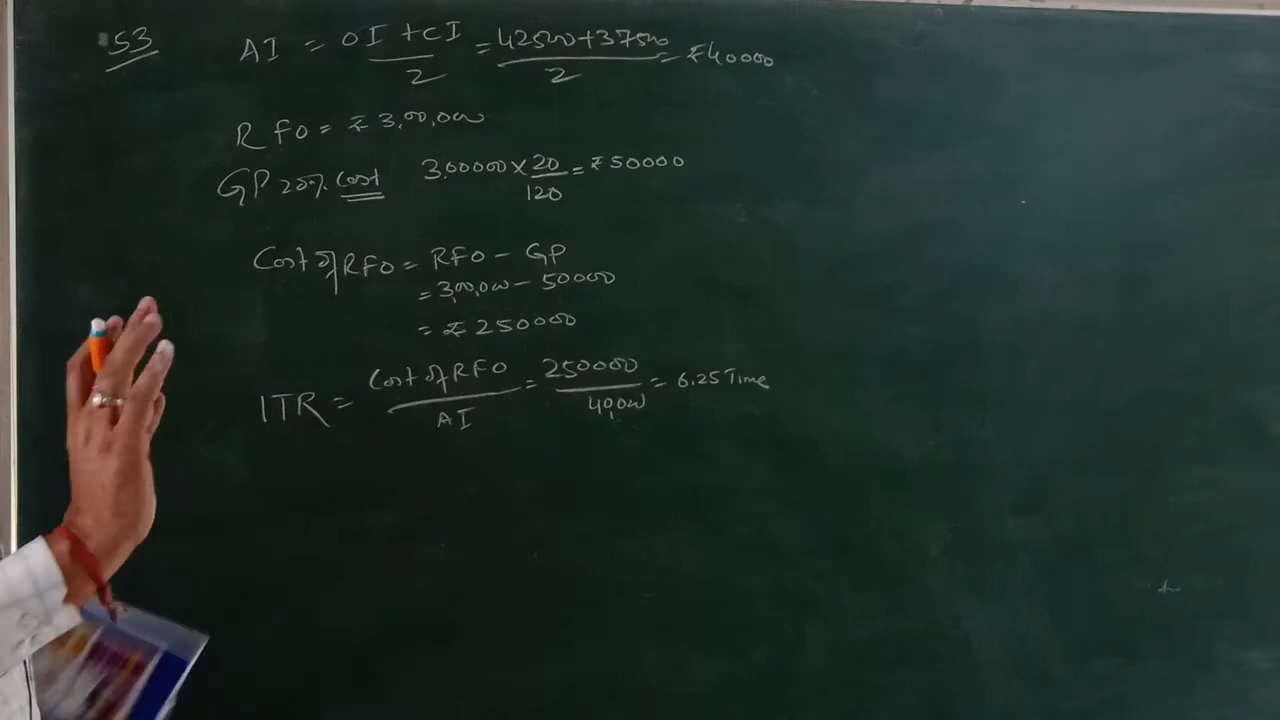 53
AI = OI + CI / 2 = 42500+37500 / 2 = ₹40000
RFO = ₹3,00,000
GP 20% cost 3,00000 × 20 / 120 = ₹50000
Cost of RFO = RFO - GP
= 3,00,000 - 50000
= ₹250000
ITR = Cost of RFO / AI = 250000 / 40,000 = 6.25 Time